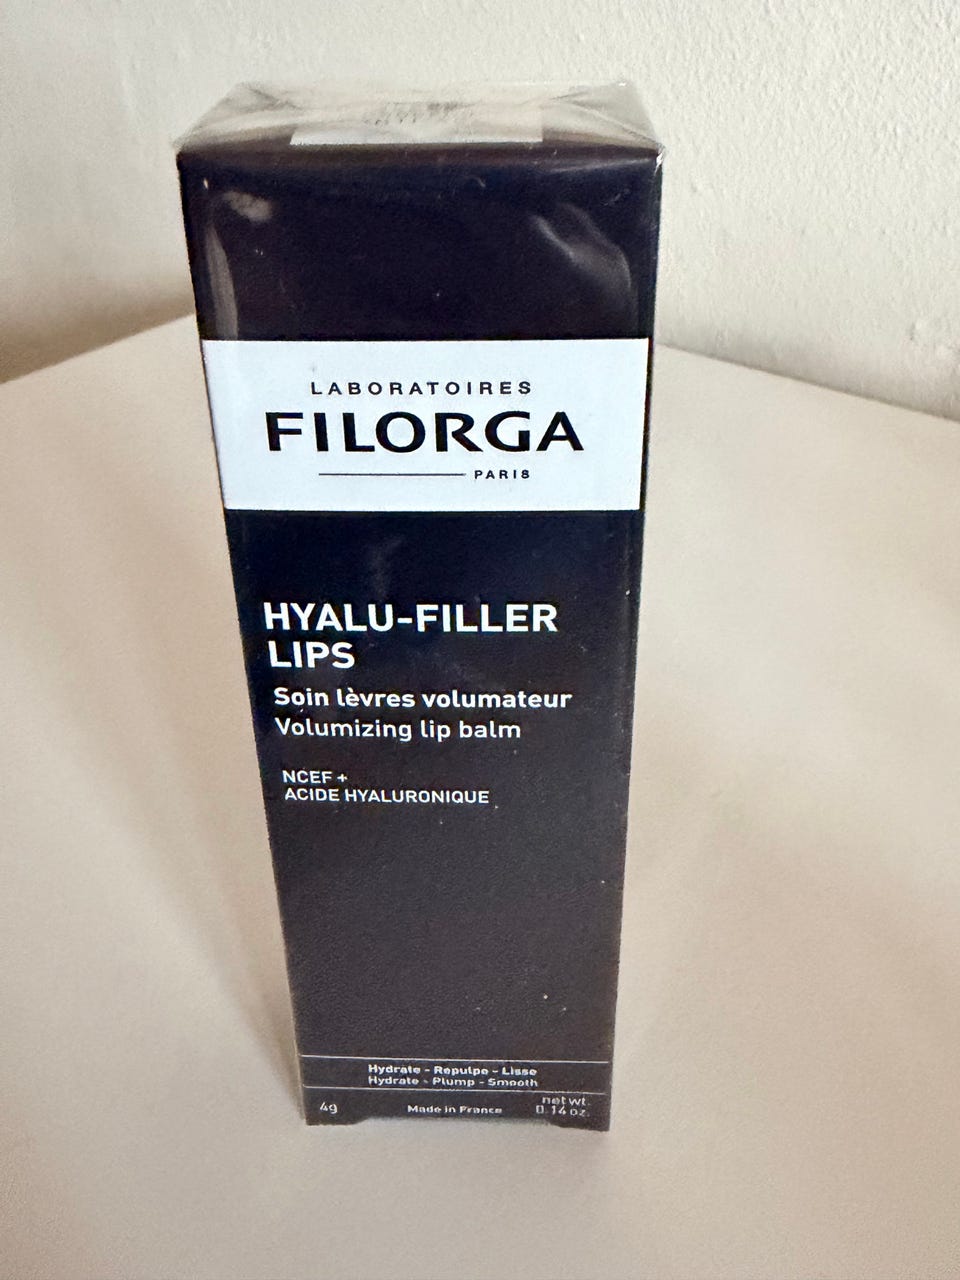 LABORATOIRES
FILORGA
PARIS
HYALU-FILLER
LIPS
Soin lèvres volumateur
Volumizing lip balm
NCEF +
ACIDE HYALURONIQUE
Hydrate - Repulpe - Lisse
Hydrate - Plump - Smooth
4g
Made in France
net wt.
0.14 oz.